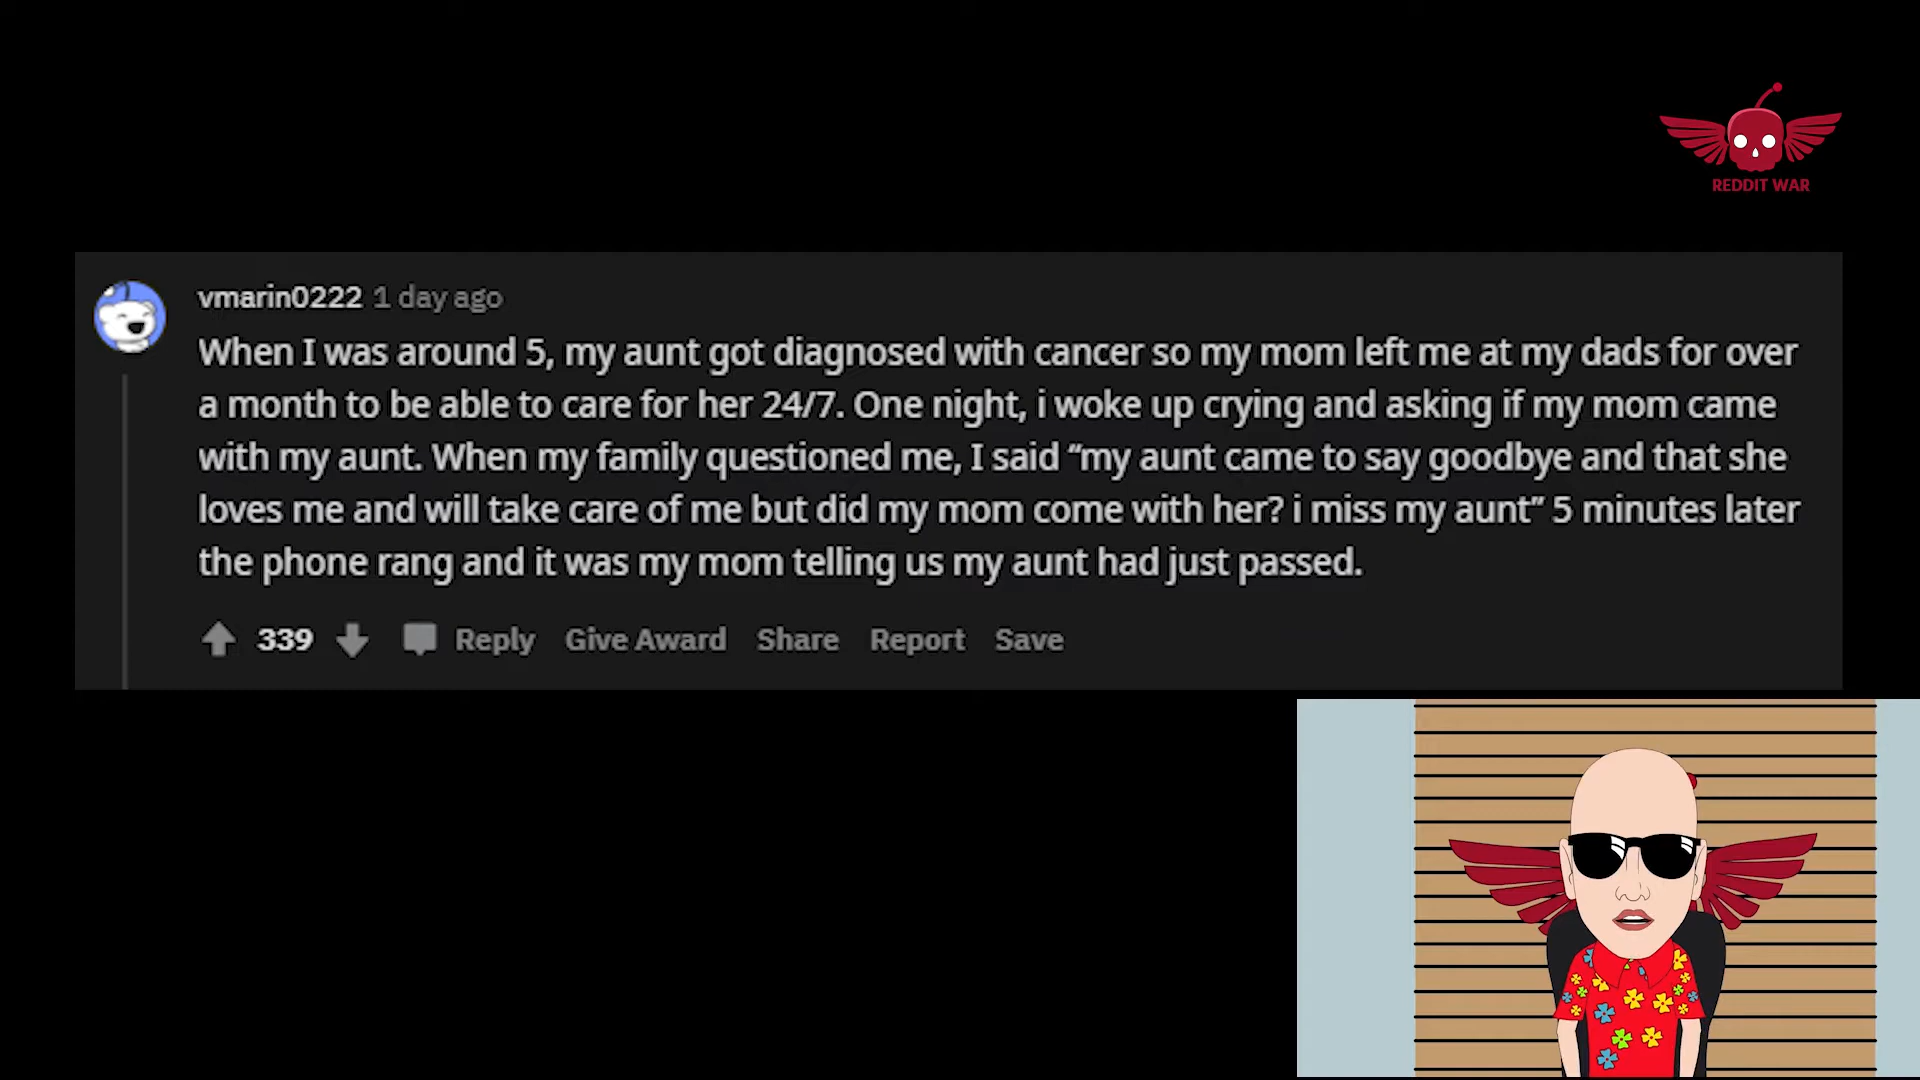 REDDIT WAR
vmarin0222 1 day ago
When I was around 5, my aunt got diagnosed with cancer so my mom left me at my dads for over
a month to be able to care for her 24/7. One night, i woke up crying and asking if my mom came
with my aunt. When my family questioned me, I said “my aunt came to say goodbye and that she
loves me and will take care of me but did my mom come with her? i miss my aunt” 5 minutes later
the phone rang and it was my mom telling us my aunt had just passed.
339 Reply Give Award Share Report Save